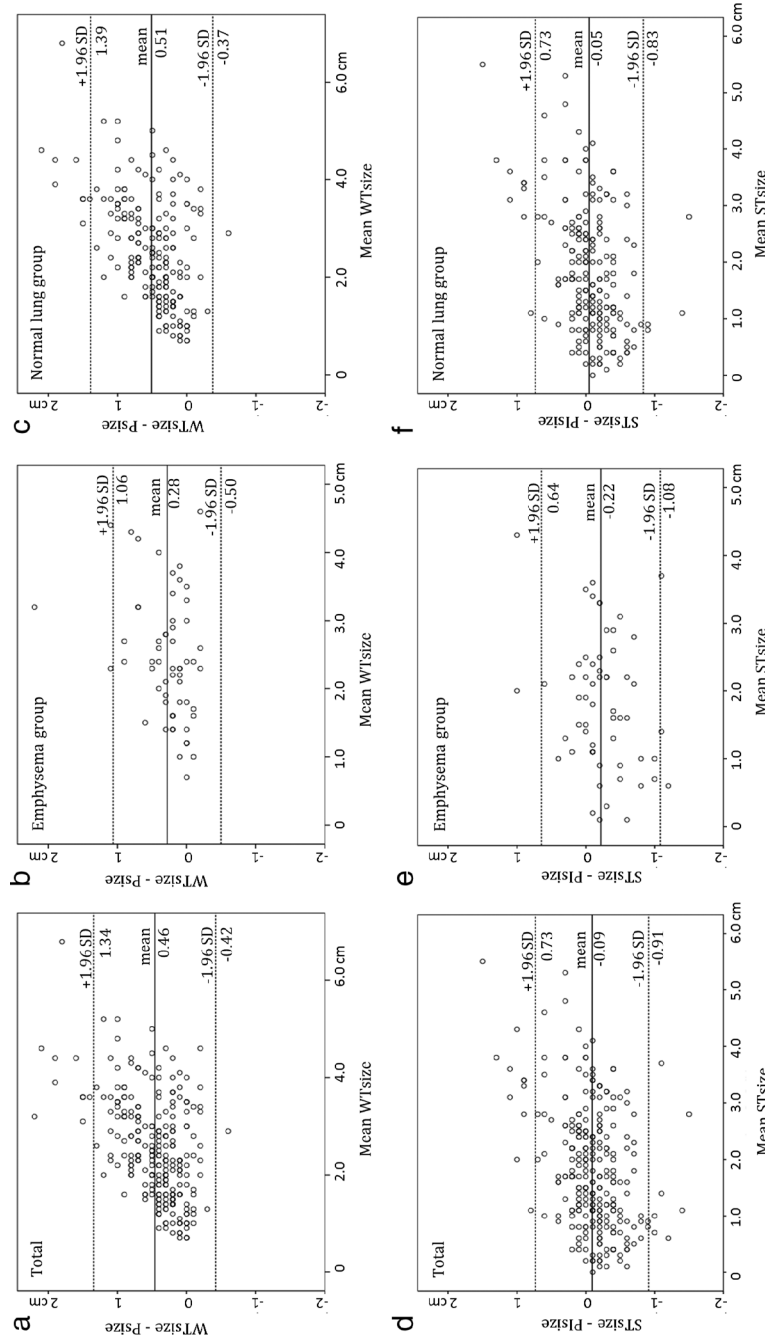 a
Total
WTsize - Psize
2 cm
1
0
-1
-2
+1.96 SD
1.34
mean
0.46
-1.96 SD
-0.42
0
2.0
4.0
6.0 cm
Mean WTsize
b
Emphysema group
WTsize - Psize
2 cm
1
0
-1
-2
+1.96 SD
1.06
mean
0.28
-1.96 SD
-0.50
0
1.0
2.0
3.0
4.0
5.0 cm
Mean WTsize
c
Normal lung group
WTsize - Psize
2 cm
1
0
-1
-2
+1.96 SD
1.39
mean
0.51
-1.96 SD
-0.37
0
2.0
4.0
6.0 cm
Mean WTsize
d
Total
STsize - PIsize
2 cm
1
0
-1
-2
+1.96 SD
0.73
mean
-0.09
-1.96 SD
-0.91
0
1.0
2.0
3.0
4.0
5.0
6.0 cm
Mean STsize
e
Emphysema group
STsize - PIsize
2 cm
1
0
-1
-2
+1.96 SD
0.64
mean
-0.22
-1.96 SD
-1.08
0
1.0
2.0
3.0
4.0
5.0 cm
Mean STsize
f
Normal lung group
STsize - PIsize
2 cm
1
0
-1
-2
+1.96 SD
0.73
mean
-0.05
-1.96 SD
-0.83
0
1.0
2.0
3.0
4.0
5.0
6.0 cm
Mean STsize